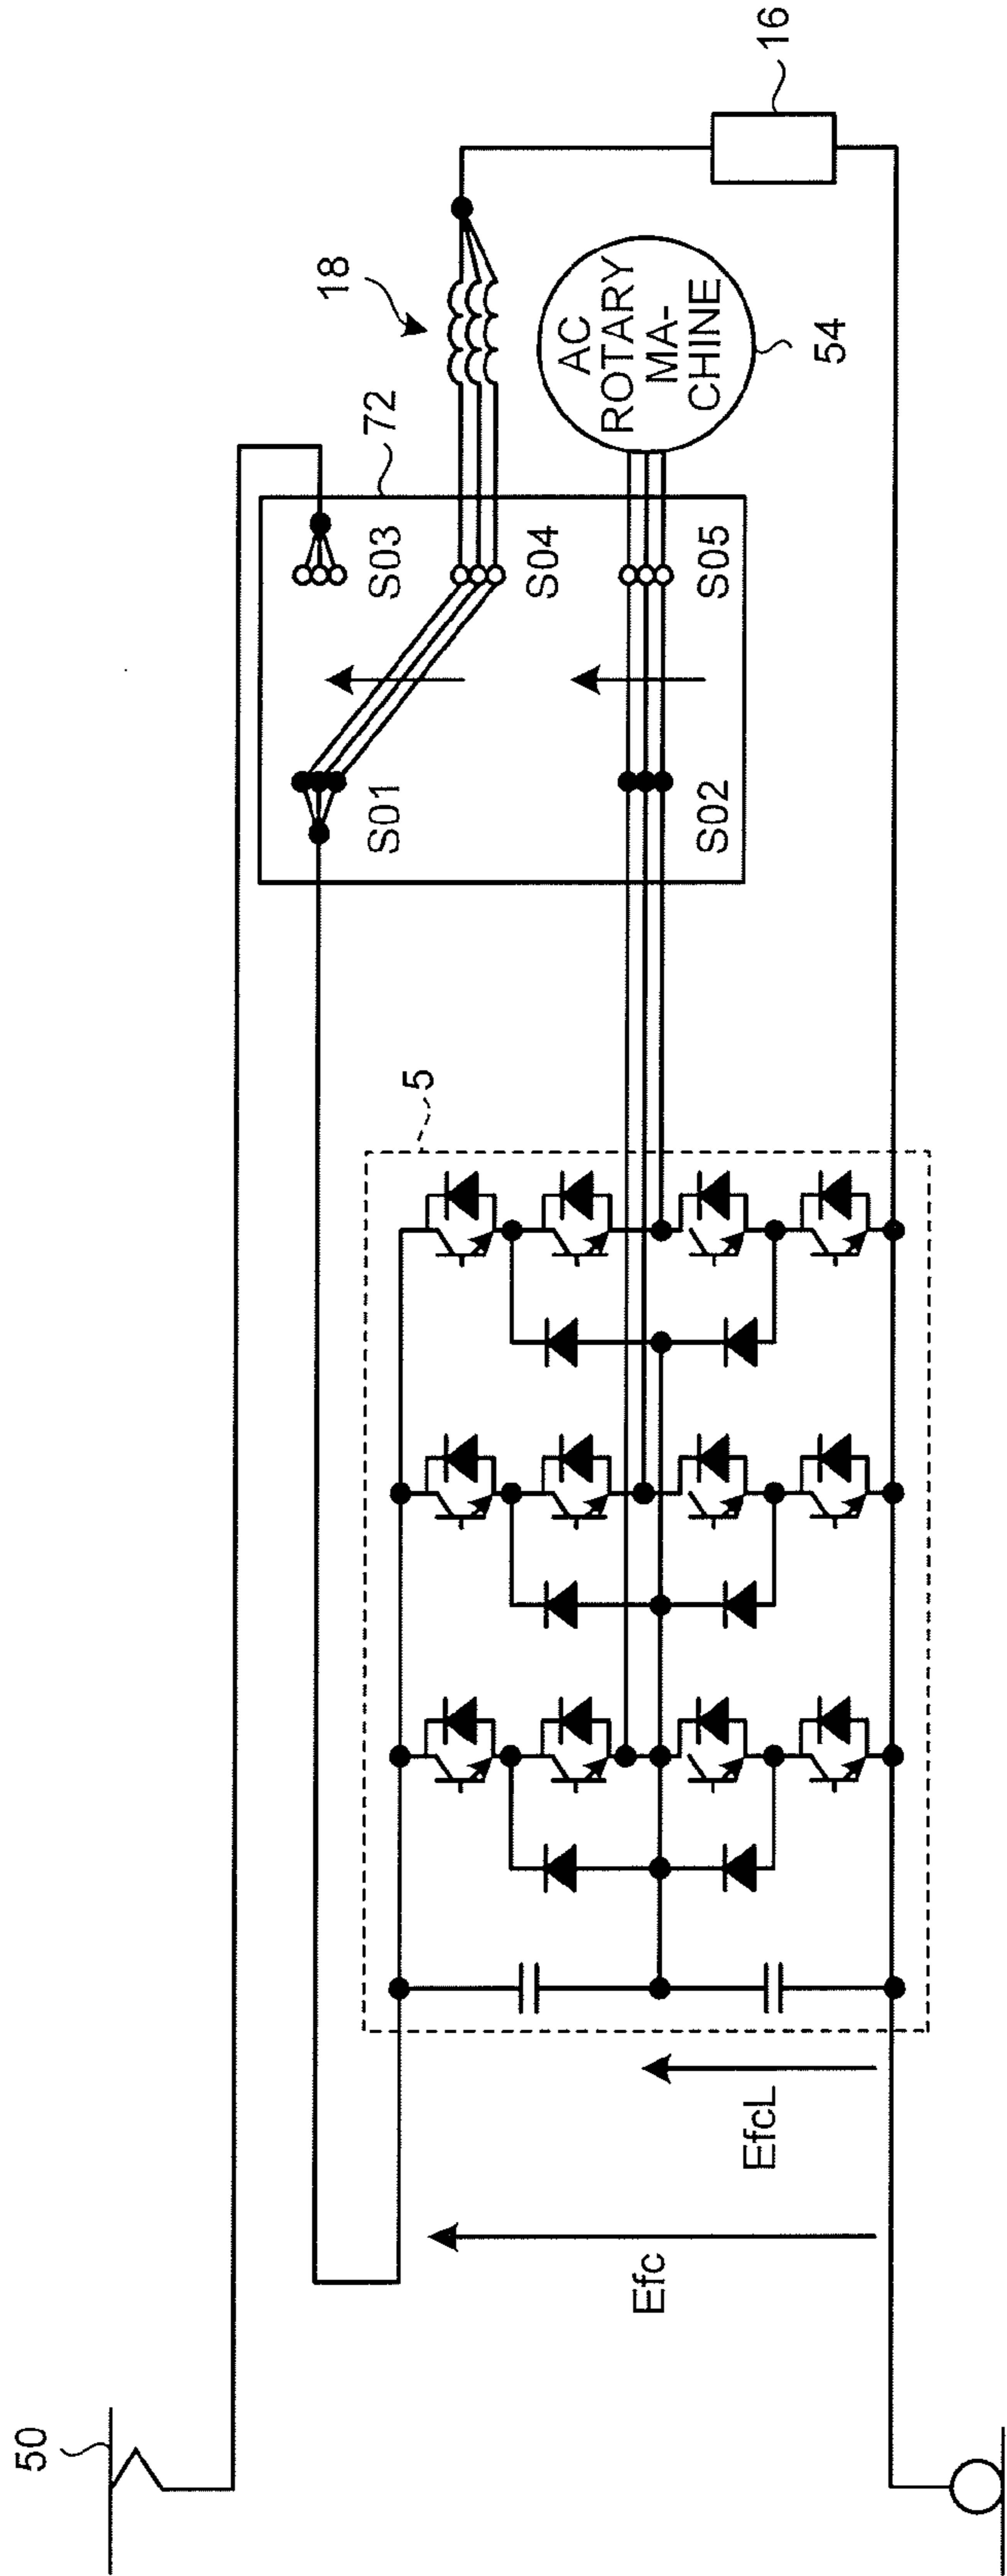 50
Efc
EfcL
5
S01
S02
72
S03
S04
S05
18
AC
ROTARY
MA-
CHINE
54
16